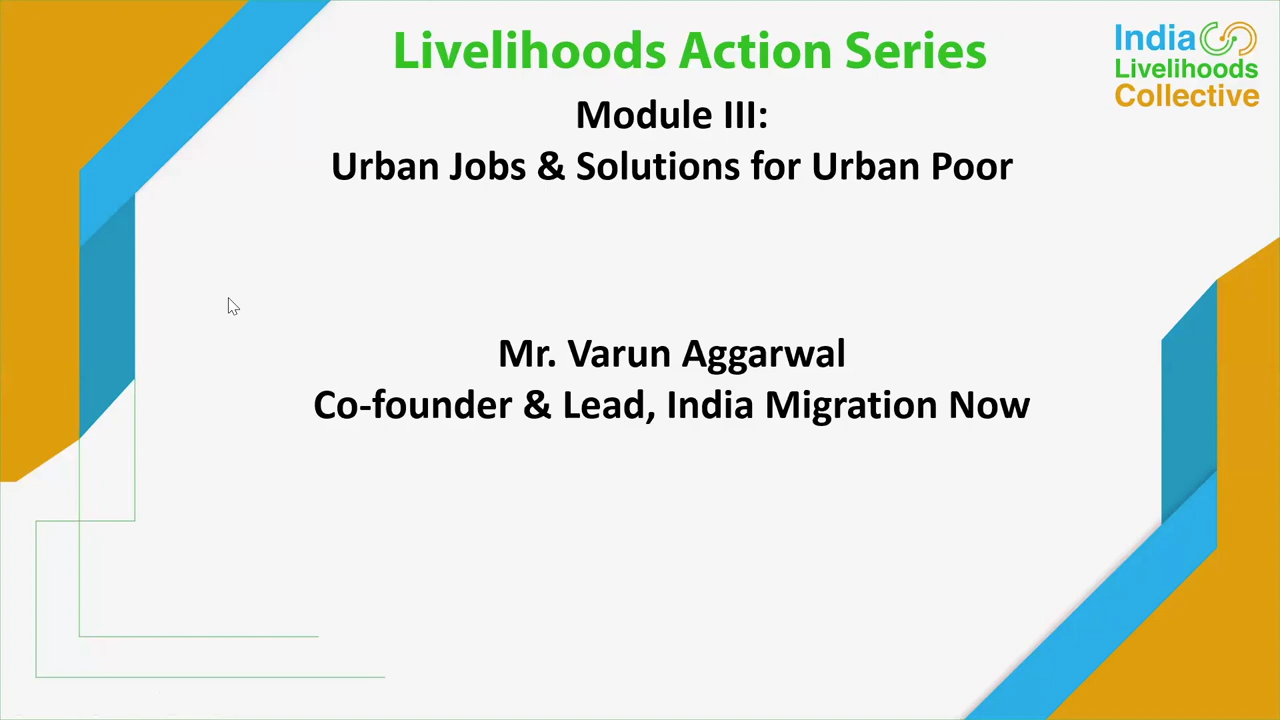 Livelihoods Action Series
India
Livelihoods
Collective
Module III:
Urban Jobs & Solutions for Urban Poor
Mr. Varun Aggarwal
Co-founder & Lead, India Migration Now